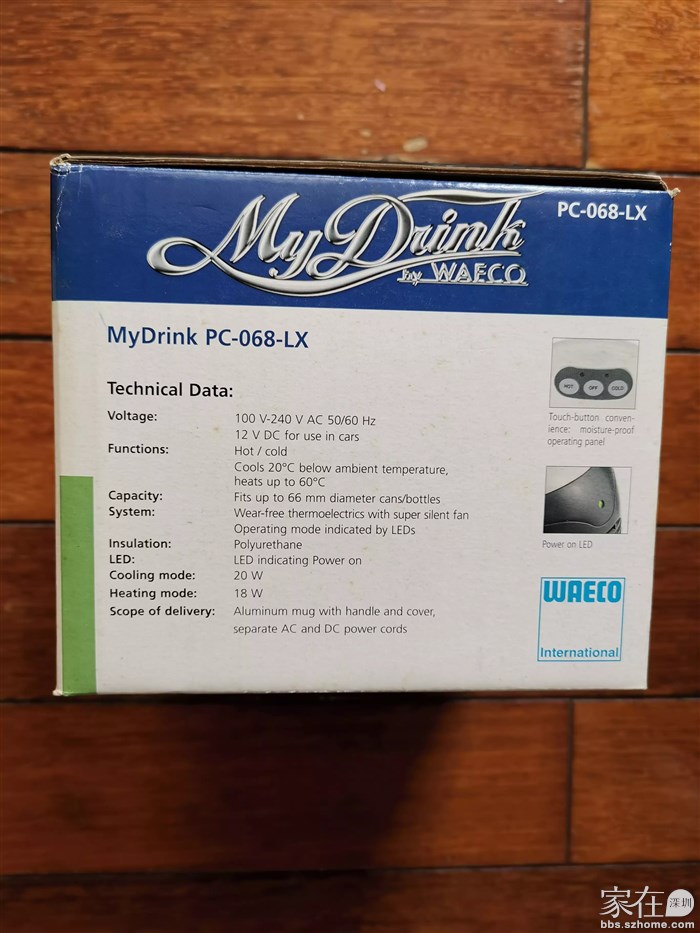 MyDrink
by WAECO
PC-068-LX
MyDrink PC-068-LX
Technical Data:
Voltage: 100 V-240 V AC 50/60 Hz
12 V DC for use in cars
Functions: Hot / cold
Cools 20°C below ambient temperature,
heats up to 60°C
Capacity: Fits up to 66 mm diameter cans/bottles
System: Wear-free thermoelectrics with super silent fan
Operating mode indicated by LEDs
Insulation: Polyurethane
LED: LED indicating Power on
Cooling mode: 20 W
Heating mode: 18 W
Scope of delivery: Aluminum mug with handle and cover,
separate AC and DC power cords
HOT OFF COLD
Touch-button conven-
ience: moisture-proof
operating panel
Power on LED
WAECO
International
家在深圳
bbs.szhome.com